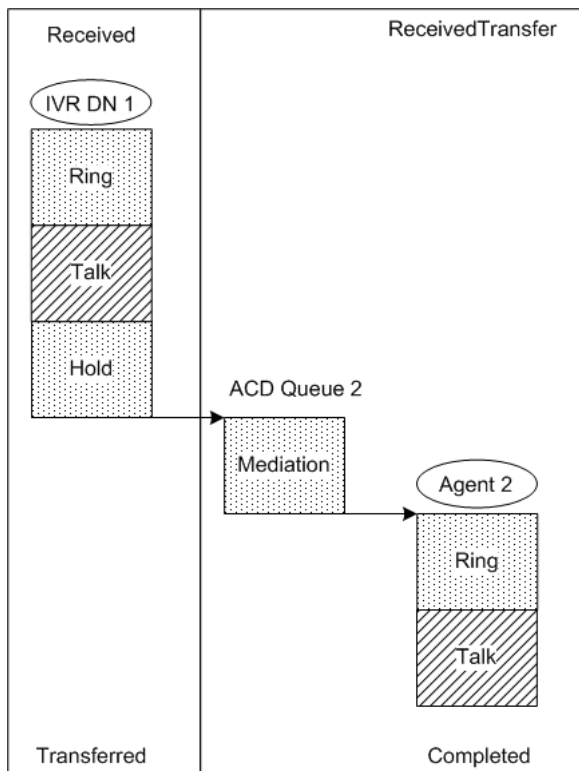 Received
ReceivedTransfer
IVR DN 1
Ring
Talk
Hold
ACD Queue 2
Mediation
Agent 2
Ring
Talk
Transferred
Completed